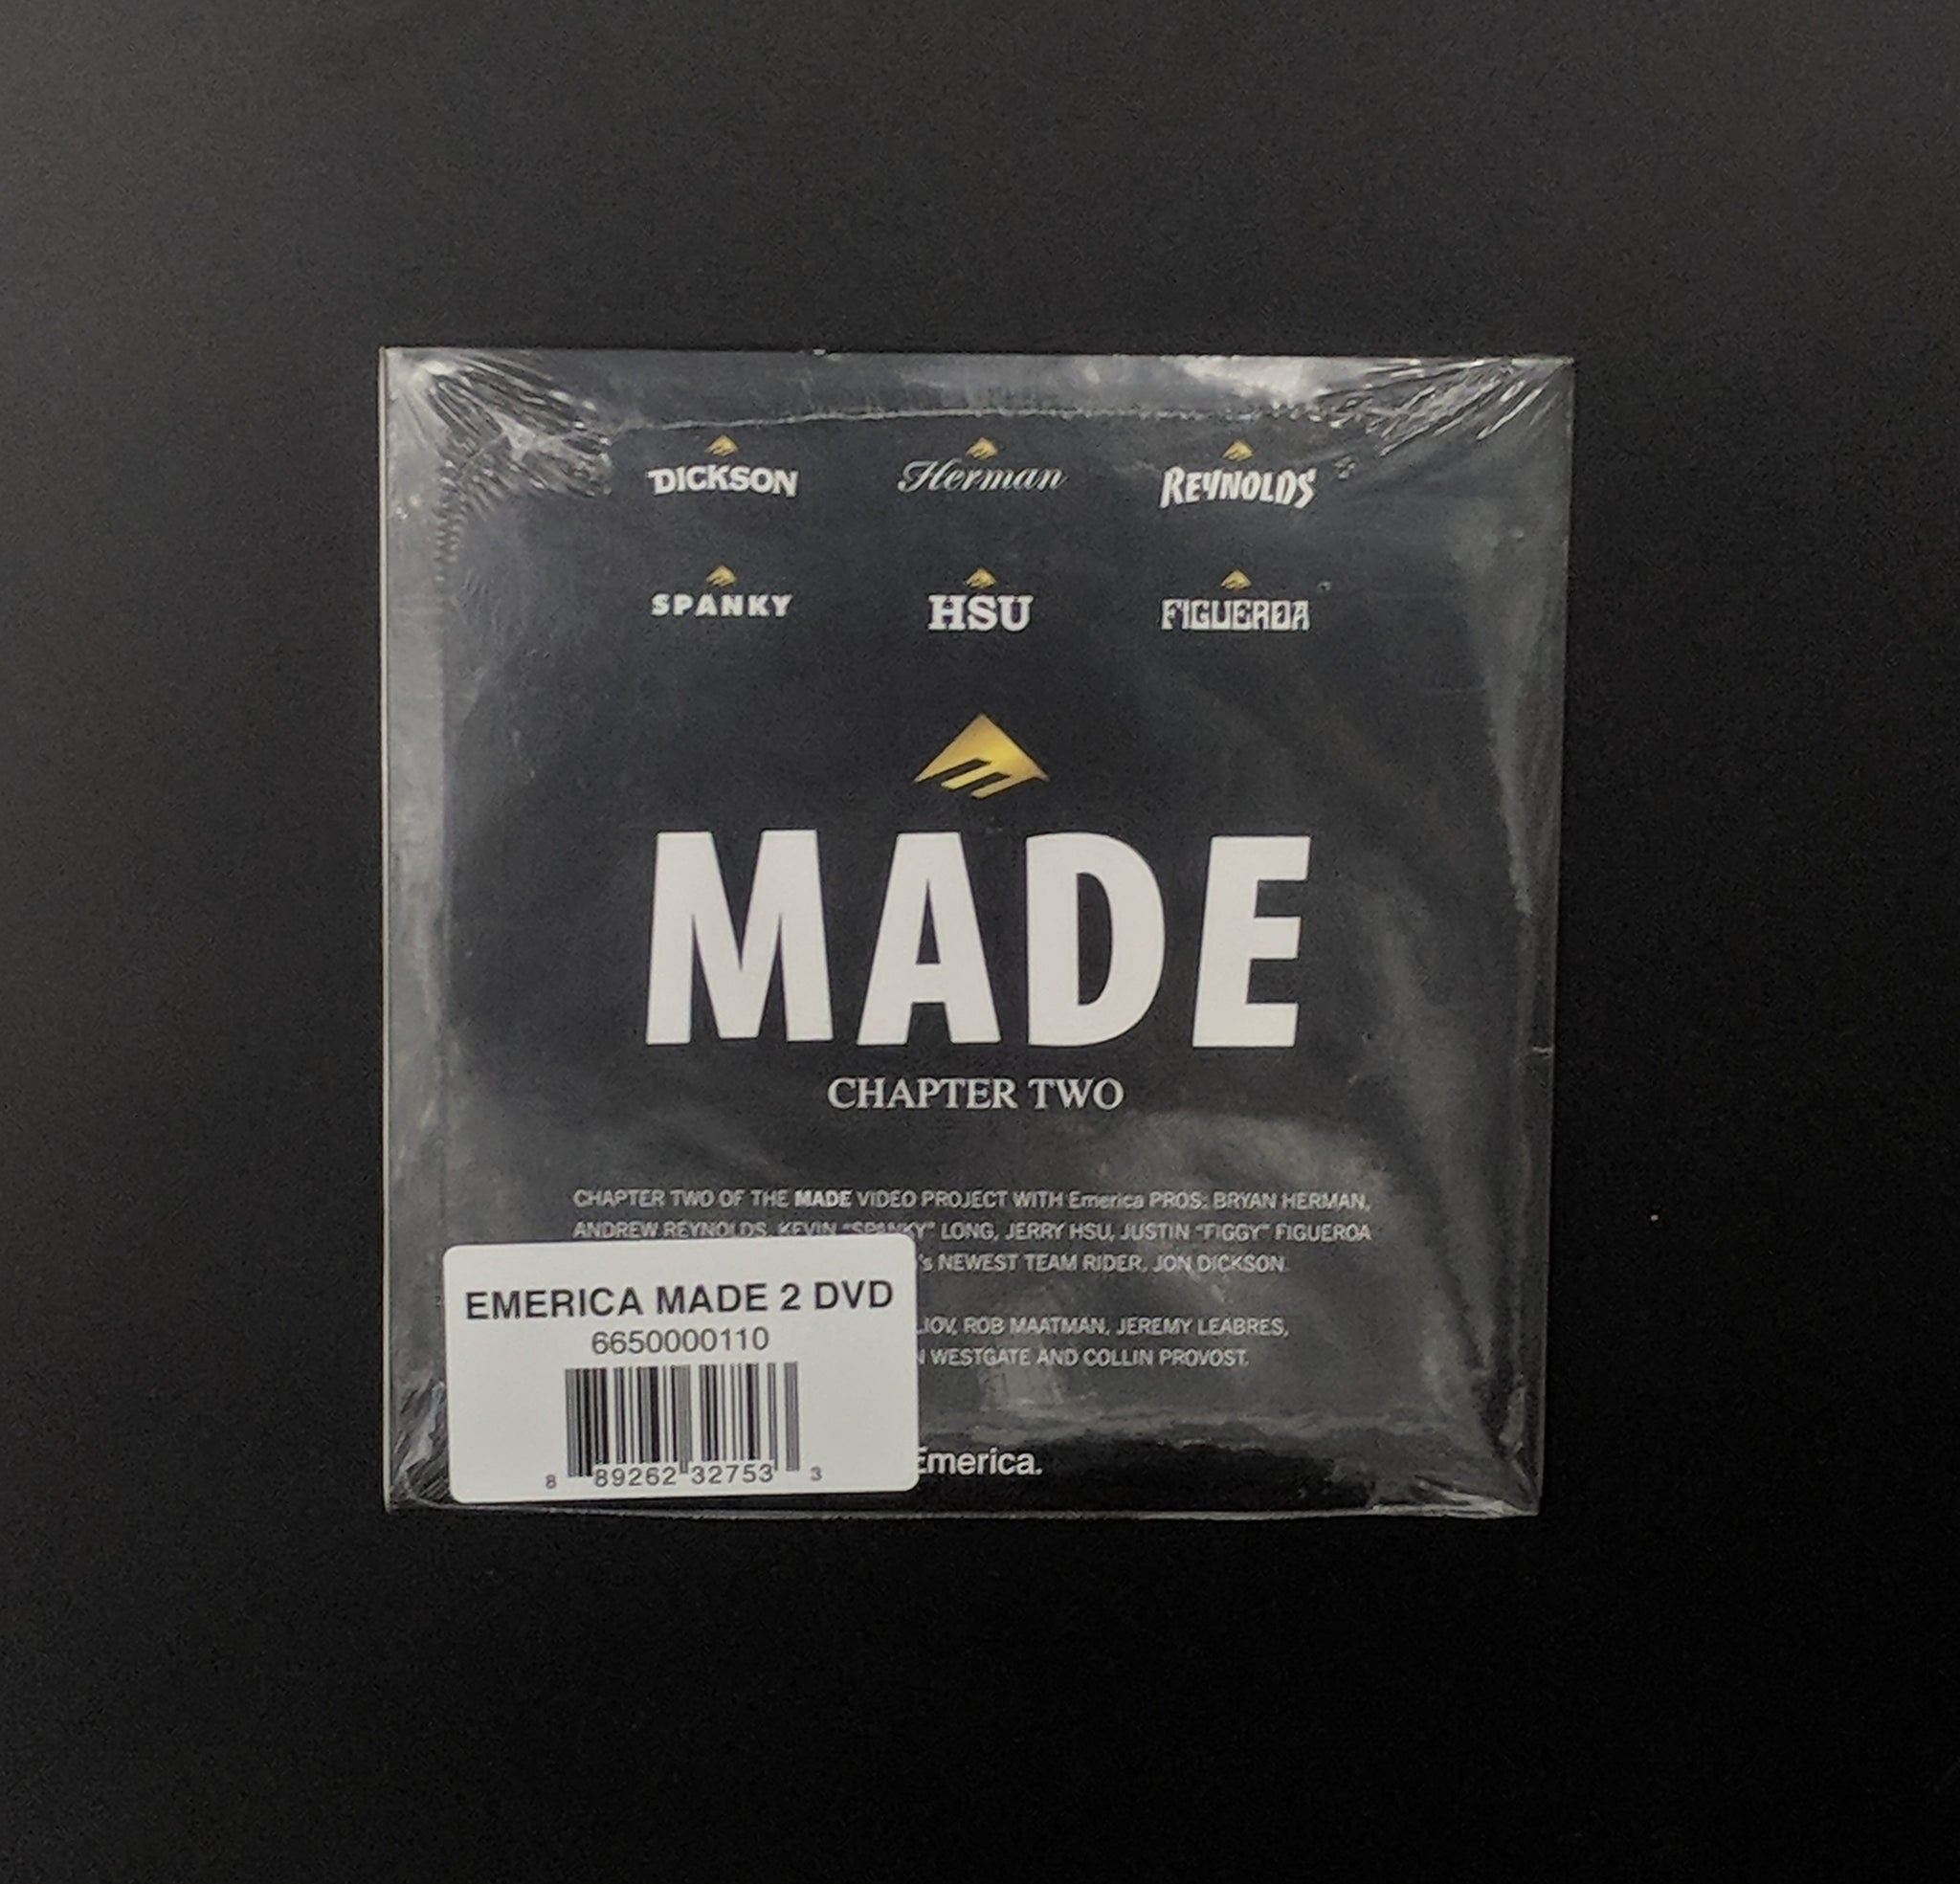 DICKSON Herman REYNOLDS
SPANKY HSU FIGUEROA
MADE
CHAPTER TWO
CHAPTER TWO OF THE MADE VIDEO PROJECT WITH Emerica PROS: BRYAN HERMAN,
ANDREW REYNOLDS, KEVIN "SPANKY" LONG, JERRY HSU, JUSTIN "FIGGY" FIGUEROA
's NEWEST TEAM RIDER, JON DICKSON.
ROB MAATMAN, JEREMY LEABRES,
WESTGATE AND COLLIN PROVOST.
Emerica.
EMERICA MADE 2 DVD
6650000110
8 89262 32753 3